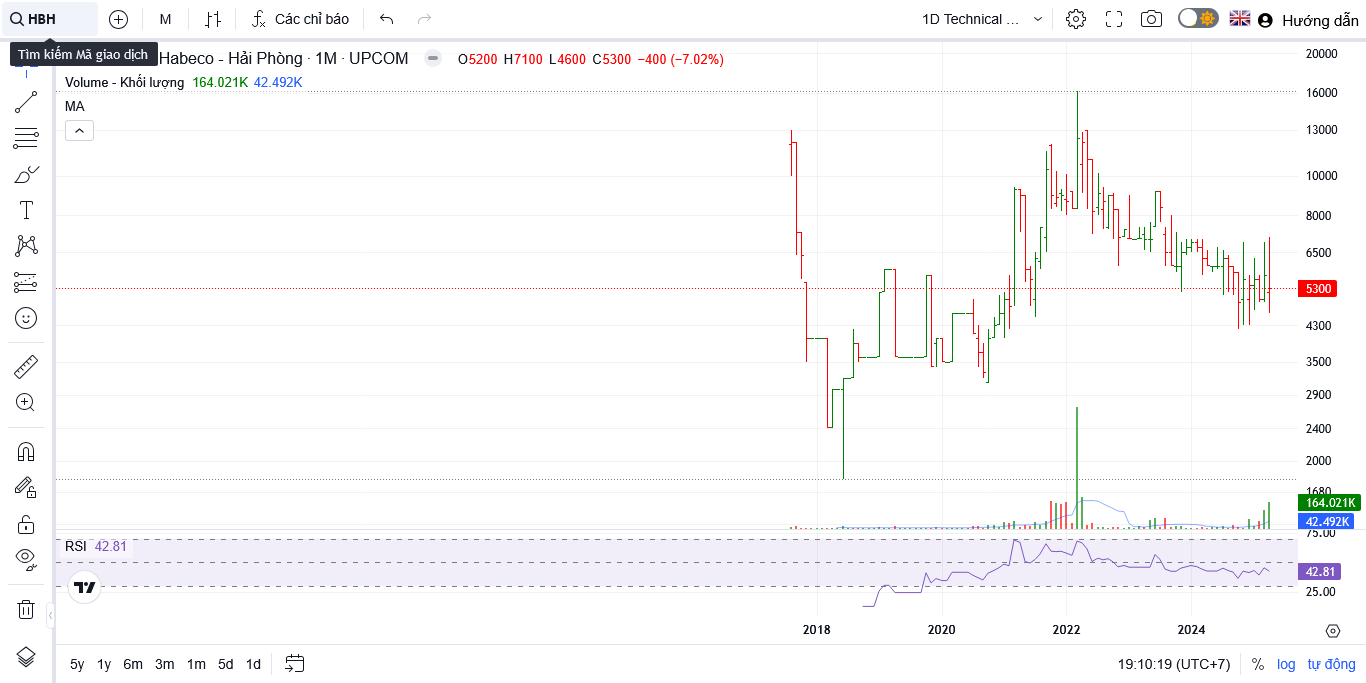 HBH
M
Các chỉ báo
1D Technical ...
Hướng dẫn
Tìm kiếm Mã giao dịch
Habeco - Hải Phòng · 1M · UPCOM
O5200 H7100 L4600 C5300 −400 (−7.02%)
Volume - Khối lượng 164.021K 42.492K
MA
20000
16000
13000
10000
8000
6500
5300
4300
3500
2900
2400
2000
1680
164.021K
42.492K
75.00
RSI 42.81
42.81
25.00
2018 2020 2022 2024
5y 1y 6m 3m 1m 5d 1d
19:10:19 (UTC+7) % log tự động